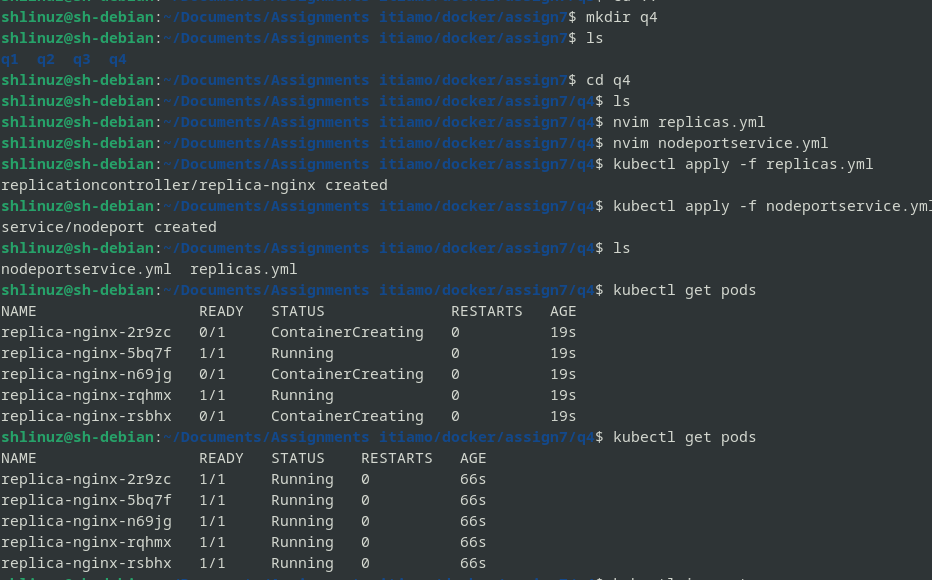 shlinuz@sh-debian:~/Documents/Assignments itiamo/docker/assign7$ mkdir q4
shlinuz@sh-debian:~/Documents/Assignments itiamo/docker/assign7$ ls
q1  q2  q3  q4
shlinuz@sh-debian:~/Documents/Assignments itiamo/docker/assign7$ cd q4
shlinuz@sh-debian:~/Documents/Assignments itiamo/docker/assign7/q4$ ls
shlinuz@sh-debian:~/Documents/Assignments itiamo/docker/assign7/q4$ nvim replicas.yml
shlinuz@sh-debian:~/Documents/Assignments itiamo/docker/assign7/q4$ nvim nodeportservice.yml
shlinuz@sh-debian:~/Documents/Assignments itiamo/docker/assign7/q4$ kubectl apply -f replicas.yml
replicationcontroller/replica-nginx created
shlinuz@sh-debian:~/Documents/Assignments itiamo/docker/assign7/q4$ kubectl apply -f nodeportservice.yml
service/nodeport created
shlinuz@sh-debian:~/Documents/Assignments itiamo/docker/assign7/q4$ ls
nodeportservice.yml  replicas.yml
shlinuz@sh-debian:~/Documents/Assignments itiamo/docker/assign7/q4$ kubectl get pods
NAME                  READY   STATUS              RESTARTS   AGE
replica-nginx-2r9zc   0/1     ContainerCreating   0          19s
replica-nginx-5bq7f   1/1     Running             0          19s
replica-nginx-n69jg   0/1     ContainerCreating   0          19s
replica-nginx-rqhmx   1/1     Running             0          19s
replica-nginx-rsbhx   0/1     ContainerCreating   0          19s
shlinuz@sh-debian:~/Documents/Assignments itiamo/docker/assign7/q4$ kubectl get pods
NAME                  READY   STATUS    RESTARTS   AGE
replica-nginx-2r9zc   1/1     Running   0          66s
replica-nginx-5bq7f   1/1     Running   0          66s
replica-nginx-n69jg   1/1     Running   0          66s
replica-nginx-rqhmx   1/1     Running   0          66s
replica-nginx-rsbhx   1/1     Running   0          66s